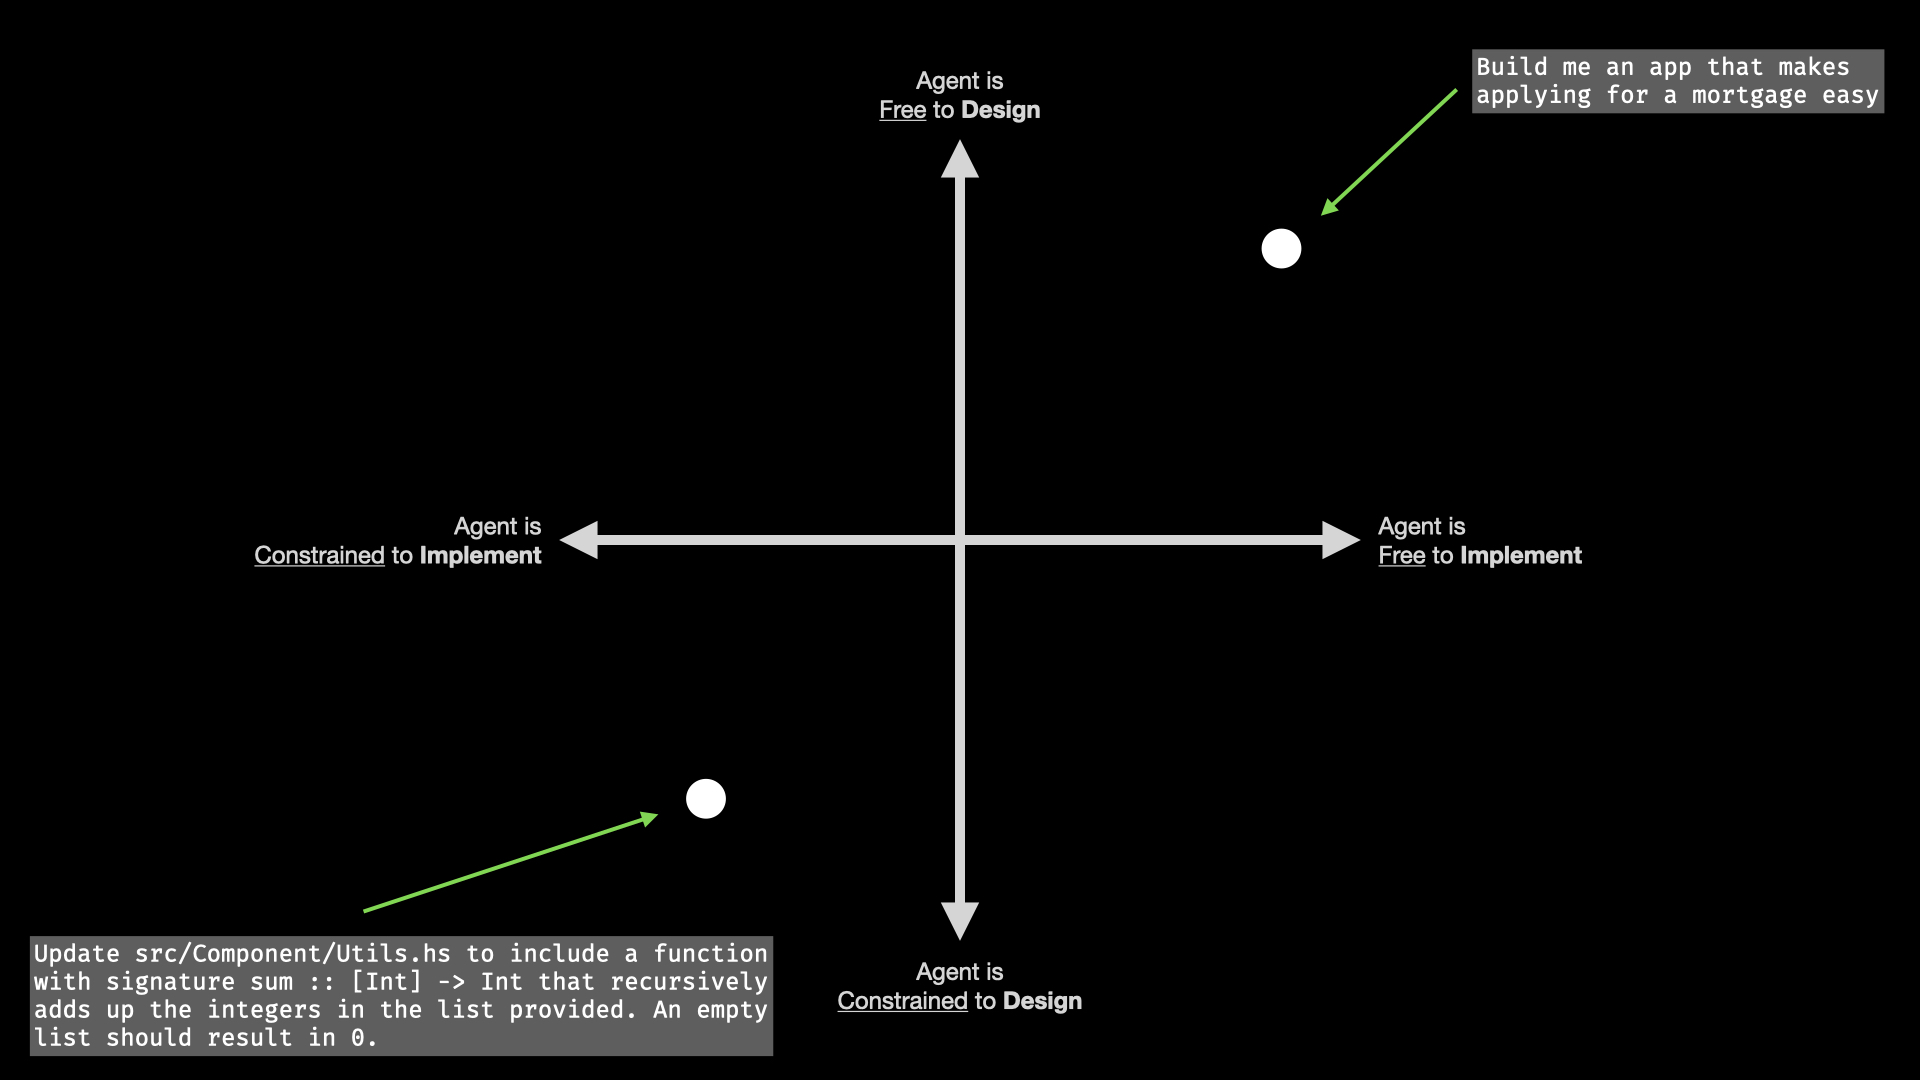 Agent is
Free to Design
Build me an app that makes
applying for a mortgage easy
Agent is
Constrained to Implement
Agent is
Free to Implement
Update src/Component/Utils.hs to include a function
with signature sum :: [Int] -> Int that recursively
adds up the integers in the list provided. An empty
list should result in 0.
Agent is
Constrained to Design